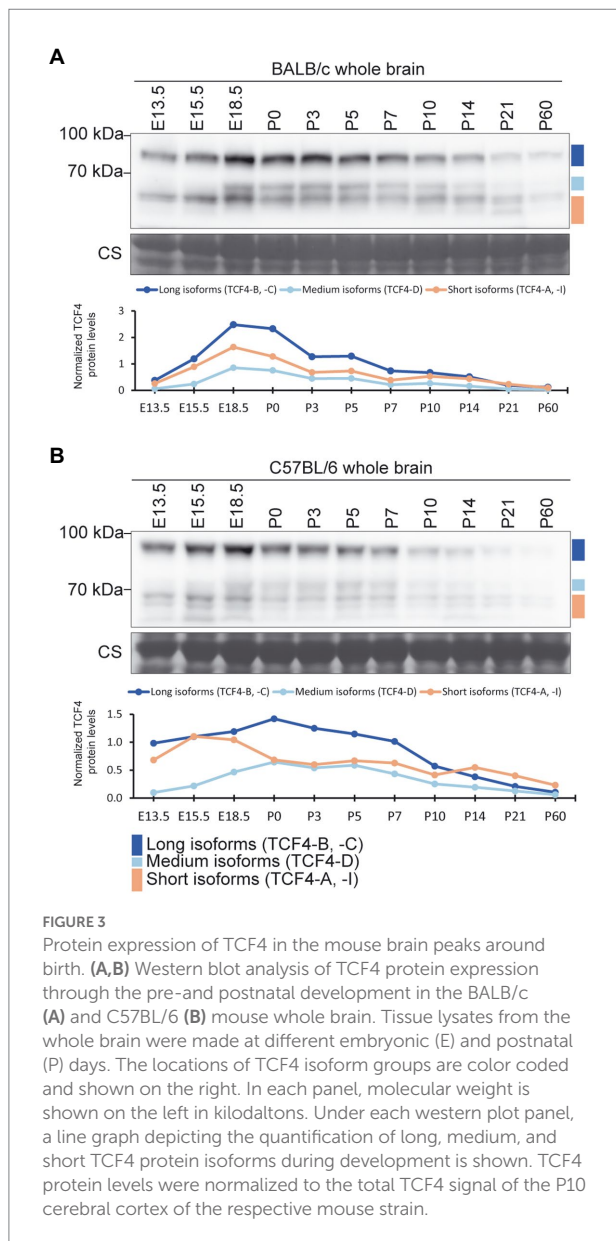 A
BALB/c whole brain
E13.5 E15.5 E18.5 P0 P3 P5 P7 P10 P14 P21 P60
100 kDa
70 kDa
CS
Long isoforms (TCF4-B, -C) Medium isoforms (TCF4-D) Short isoforms (TCF4-A, -I)
Normalized TCF4
protein levels
3
2
1
0
E13.5 E15.5 E18.5 P0 P3 P5 P7 P10 P14 P21 P60
B
C57BL/6 whole brain
E13.5 E15.5 E18.5 P0 P3 P5 P7 P10 P14 P21 P60
100 kDa
70 kDa
CS
Long isoforms (TCF4-B, -C) Medium isoforms (TCF4-D) Short isoforms (TCF4-A, -I)
Normalized TCF4
protein levels
1.5
1.0
0.5
0.0
E13.5 E15.5 E18.5 P0 P3 P5 P7 P10 P14 P21 P60
Long isoforms (TCF4-B, -C)
Medium isoforms (TCF4-D)
Short isoforms (TCF4-A, -I)
FIGURE 3
Protein expression of TCF4 in the mouse brain peaks around
birth. (A,B) Western blot analysis of TCF4 protein expression
through the pre-and postnatal development in the BALB/c
(A) and C57BL/6 (B) mouse whole brain. Tissue lysates from the
whole brain were made at different embryonic (E) and postnatal
(P) days. The locations of TCF4 isoform groups are color coded
and shown on the right. In each panel, molecular weight is
shown on the left in kilodaltons. Under each western plot panel,
a line graph depicting the quantification of long, medium, and
short TCF4 protein isoforms during development is shown. TCF4
protein levels were normalized to the total TCF4 signal of the P10
cerebral cortex of the respective mouse strain.